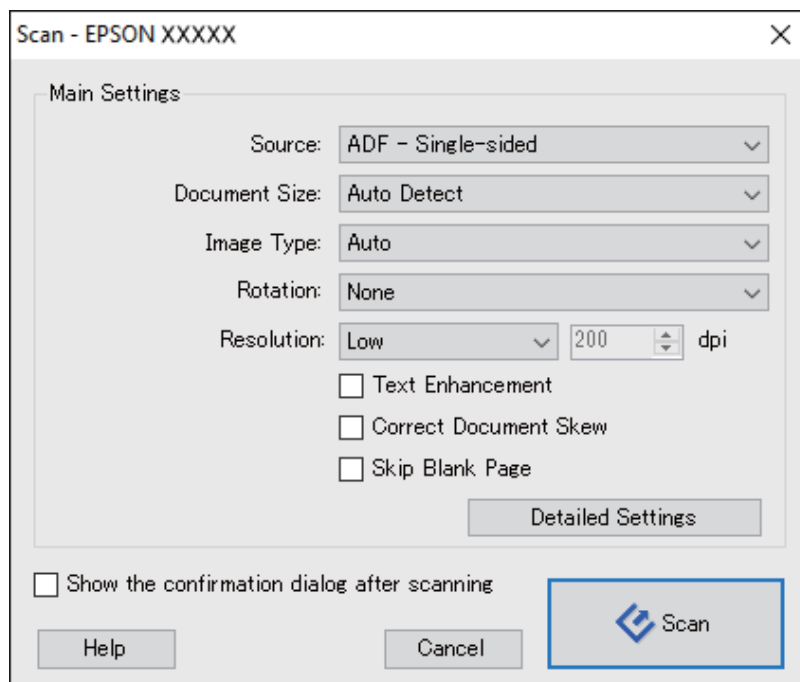 Scan - EPSON XXXXX
Main Settings
Source: ADF - Single-sided
Document Size: Auto Detect
Image Type: Auto
Rotation: None
Resolution: Low 200 dpi
Text Enhancement
Correct Document Skew
Skip Blank Page
Detailed Settings
Show the confirmation dialog after scanning
Help Cancel Scan